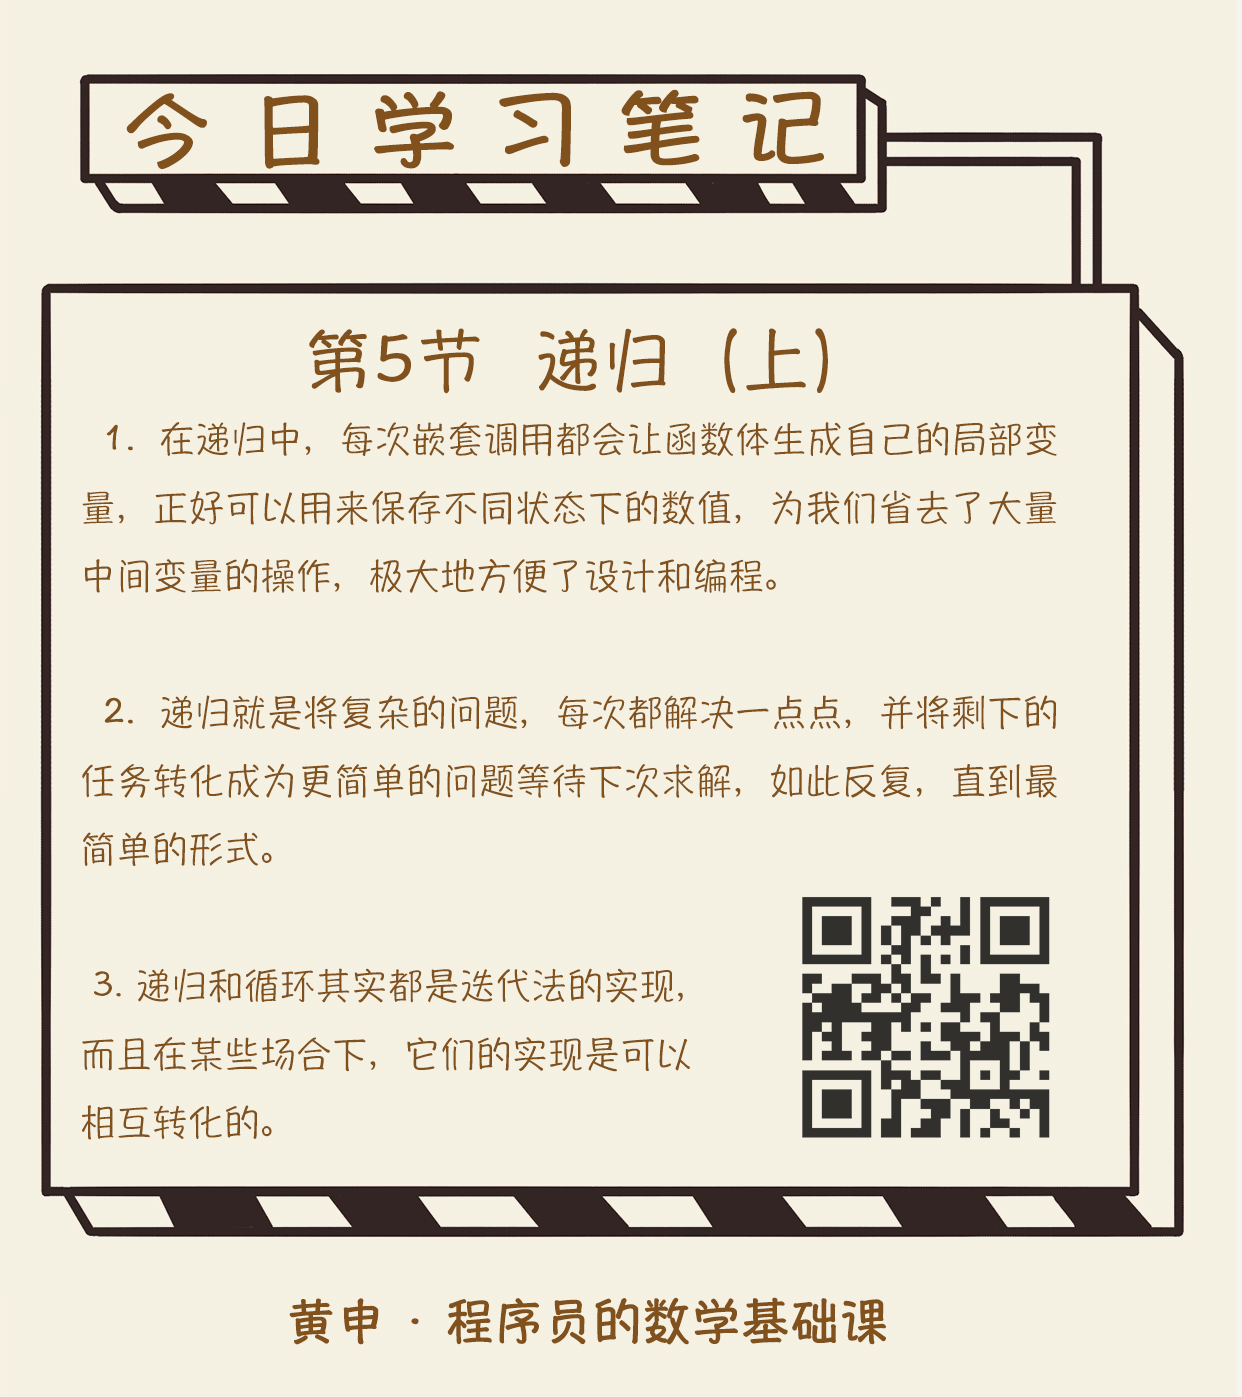 今日学习笔记
第5节 递归（上）
1. 在递归中，每次嵌套调用都会让函数体生成自己的局部变
量，正好可以用来保存不同状态下的数值，为我们省去了大量
中间变量的操作，极大地方便了设计和编程。
2. 递归就是将复杂的问题，每次都解决一点点，并将剩下的
任务转化成为更简单的问题等待下次求解，如此反复，直到最
简单的形式。
3. 递归和循环其实都是迭代法的实现，
而且在某些场合下，它们的实现是可以
相互转化的。
黄申 · 程序员的数学基础课